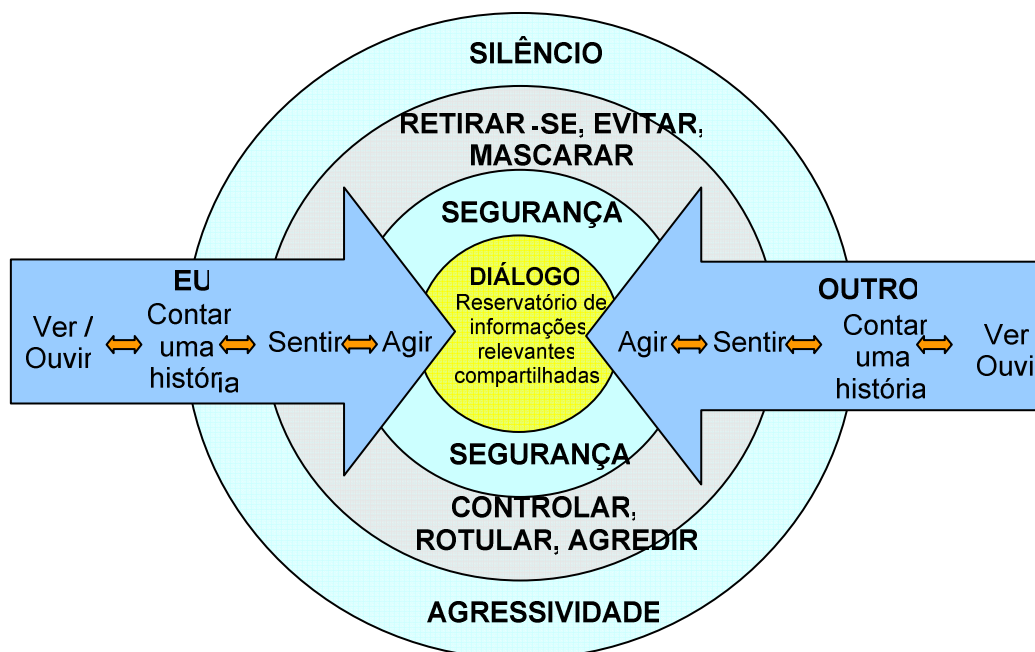 SILÊNCIO
RETIRAR -SE, EVITAR,
MASCARAR
SEGURANÇA
EU
Ver /
Ouvir
Contar
uma
história
Sentir
Agir
DIÁLOGO
Reservatório de
informações
relevantes
compartilhadas
OUTRO
Agir
Sentir
Contar
uma
história
Ver
Ouvi
SEGURANÇA
CONTROLAR,
ROTULAR, AGREDIR
AGRESSIVIDADE